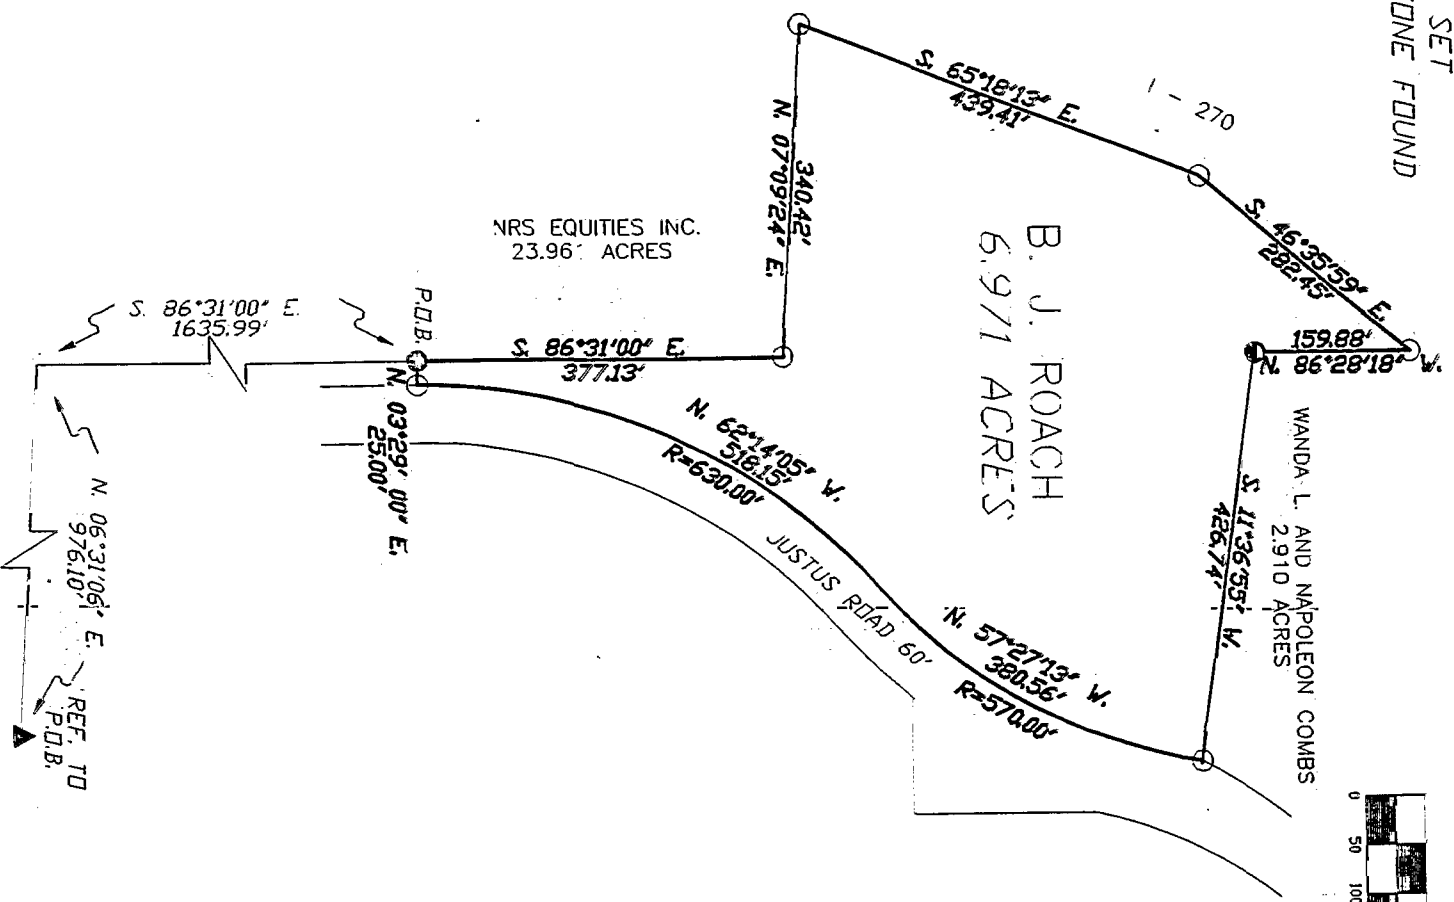 SET
FOUND
S. 65°18'13" E.
439.41'
I - 270
S. 46°35'59" E.
282.45'
N. 07°09'24" E.
340.42'
NRS EQUITIES INC.
23.96 ACRES
B. J. ROACH
6.971 ACRES
159.88'
N. 86°28'18" W.
WANDA L. AND NAPOLEON COMBS
2.910 ACRES
S. 11°36'55" W.
426.74'
S. 86°31'00" E.
1635.99'
P.O.B.
S. 86°31'00" E.
377.13'
N. 03°29' 00" E.
25.00'
N. 62°14'05" W.
518.15'
R=630.00'
JUSTUS ROAD 60'
N. 57°27'13" W.
380.56'
R=570.00'
N. 06°31'06" E.
976.10'
REF. TO
P.O.B.
0 50 100